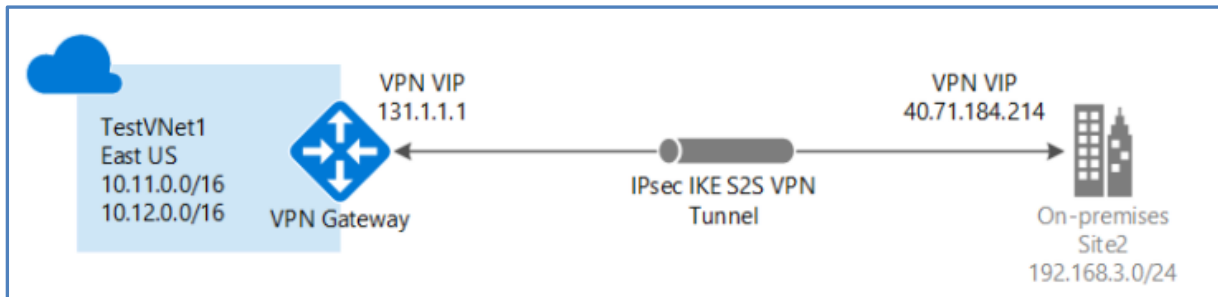 TestVNet1
East US
10.11.0.0/16
10.12.0.0/16
VPN Gateway
VPN VIP
131.1.1.1
IPsec IKE S2S VPN
Tunnel
VPN VIP
40.71.184.214
On-premises
Site2
192.168.3.0/24